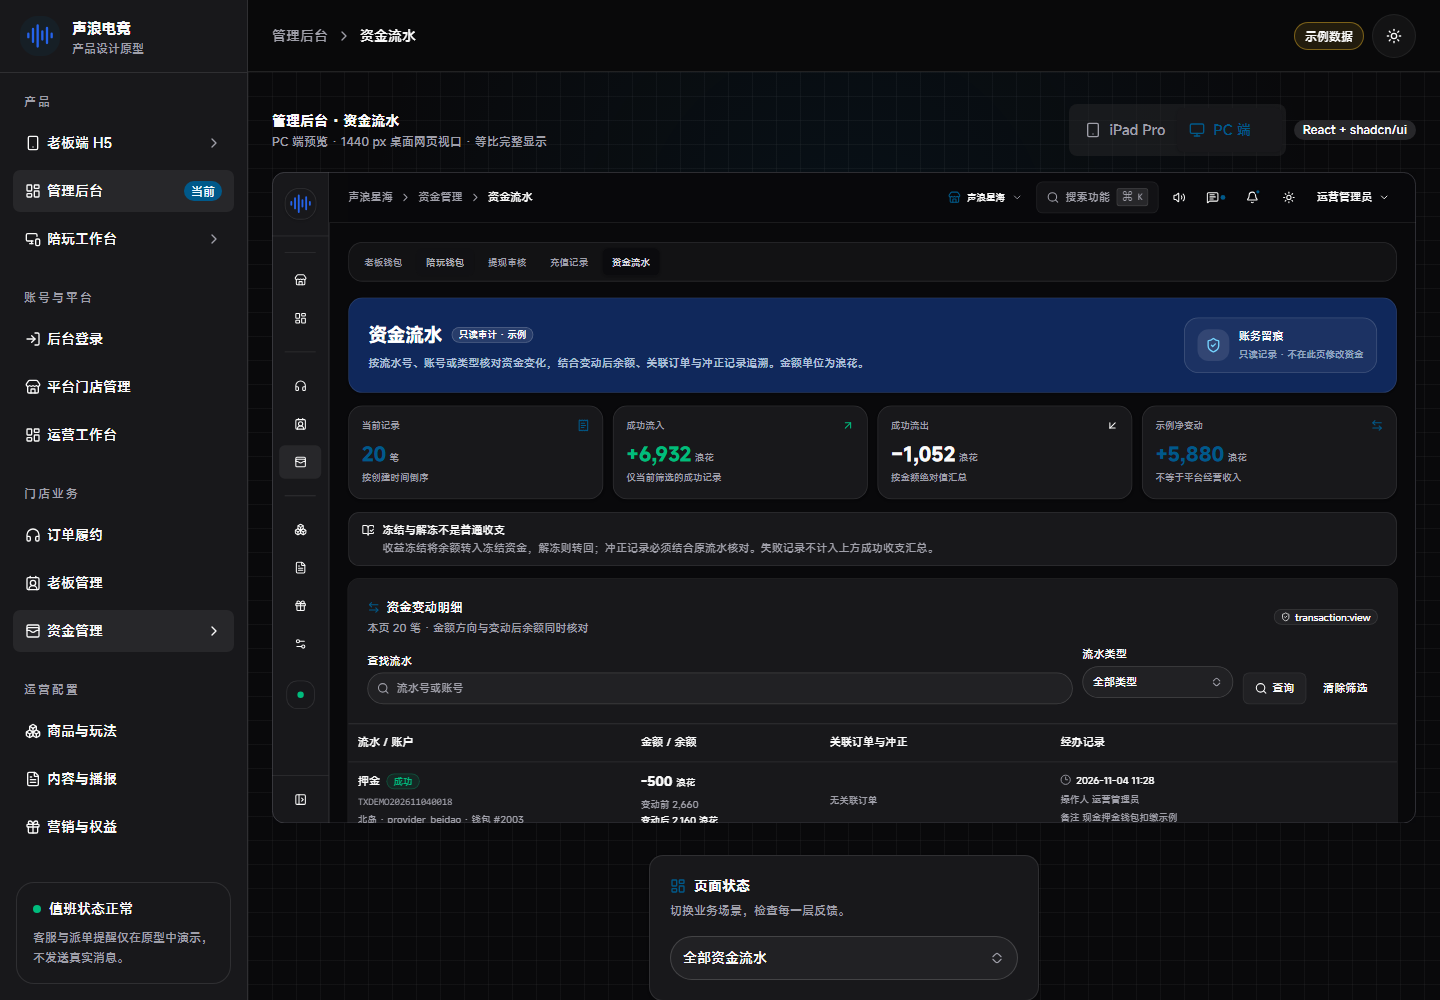 声浪电竞
产品设计原型
产品
老板端 H5
管理后台
当前
陪玩工作台
账号与平台
后台登录
平台门店管理
运营工作台
门店业务
订单履约
老板管理
资金管理
运营配置
商品与玩法
内容与播报
营销与权益
值班状态正常
客服与派单提醒仅在原型中演示，
不发送真实消息。
管理后台
资金流水
示例数据
管理后台 · 资金流水
PC 端预览 · 1440 px 桌面网页视口 · 等比完整显示
iPad Pro
PC 端
React + shadcn/ui
声浪星海
资金管理
资金流水
声浪星海
搜索功能
⌘ K
运营管理员
老板钱包
陪玩钱包
提现审核
充值记录
资金流水
资金流水
只读审计 · 示例
按流水号、账号或类型核对资金变化，结合变动后余额、关联订单与冲正记录追溯。金额单位为浪花。
账务留痕
只读记录 · 不在此页修改资金
当前记录
20 笔
按创建时间倒序
成功流入
+6,932 浪花
仅当前筛选的成功记录
成功流出
−1,052 浪花
按金额绝对值汇总
示例净变动
+5,880 浪花
不等于平台经营收入
冻结与解冻不是普通收支
收益冻结将余额转入冻结资金，解冻则转回；冲正记录必须结合原流水核对。失败记录不计入上方成功收支汇总。
资金变动明细
本页 20 笔 · 金额方向与变动后余额同时核对
transaction:view
查找流水
流水号或账号
流水类型
全部类型
查询
清除筛选
流水 / 账户
金额 / 余额
关联订单与冲正
经办记录
押金
成功
TXDEMO202611040018
北岛 · provider_beidao · 钱包 #2003
−500 浪花
变动前 2,660
变动后 2,160 浪花
无关联订单
2026-11-04 11:28
操作人 运营管理员
备注 现金押金钱包扣缴示例
页面状态
切换业务场景，检查每一层反馈。
全部资金流水